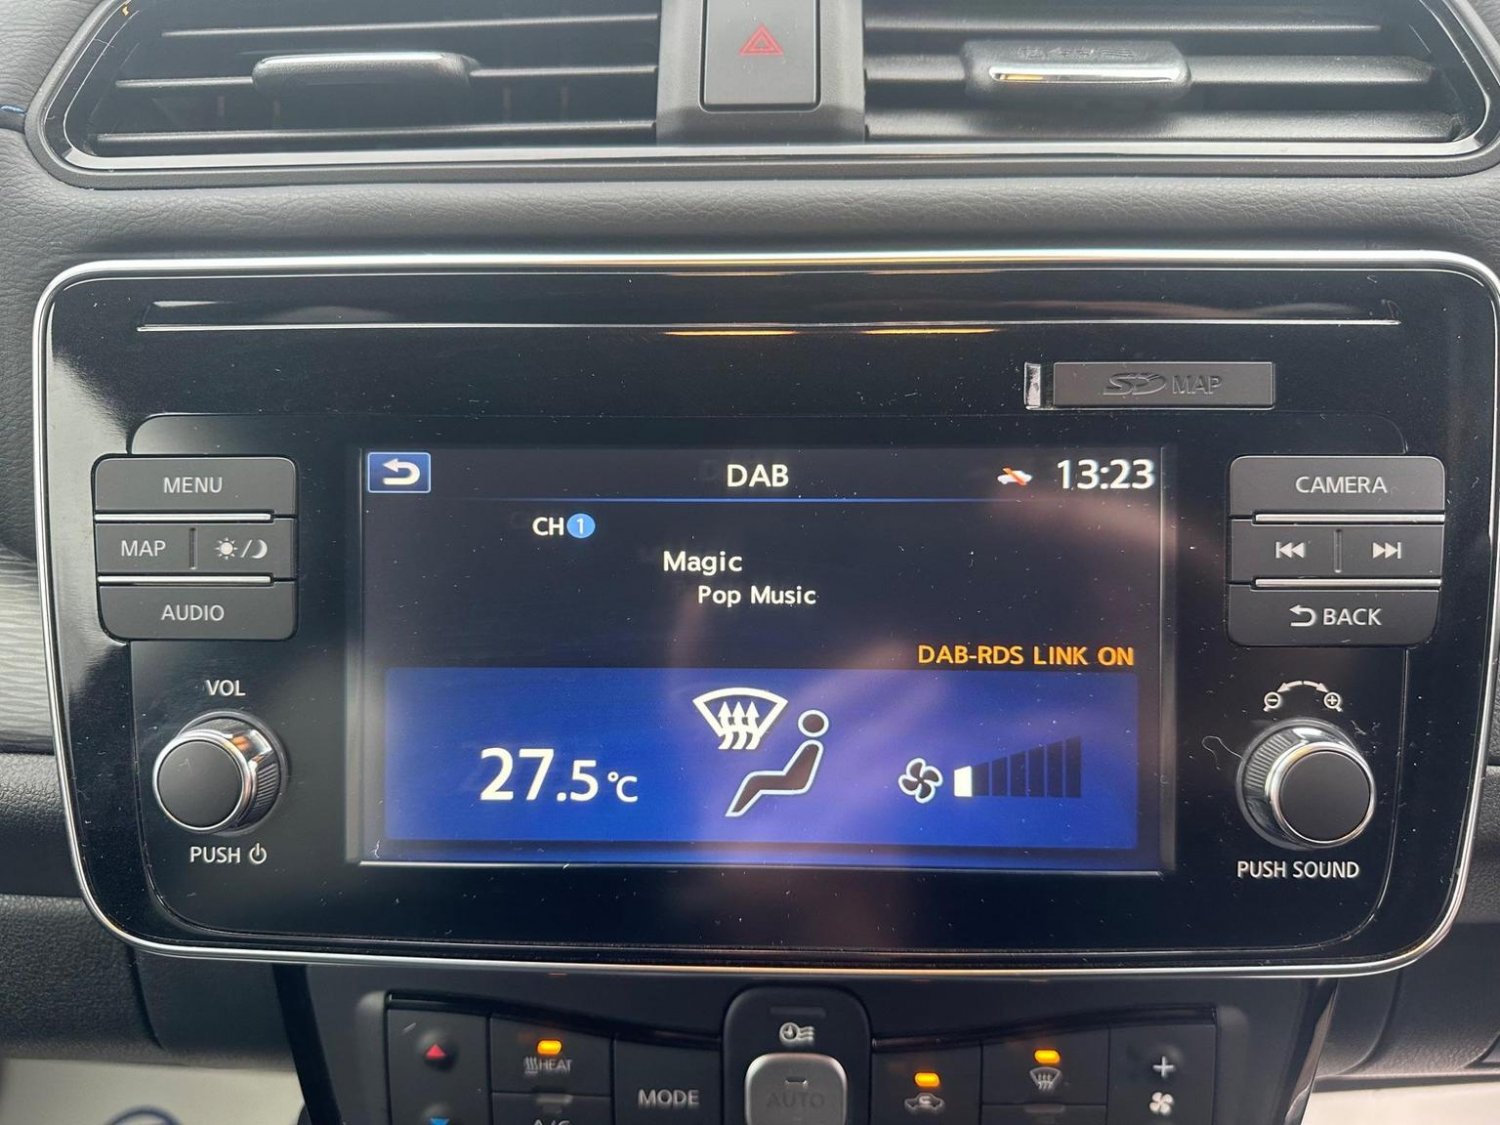 SD MAP
MENU
MAP
AUDIO
VOL
PUSH
DAB
13:23
CH 1
Magic
Pop Music
DAB-RDS LINK ON
27.5°C
CAMERA
BACK
PUSH SOUND
HEAT
A/C
MODE
AUTO
+